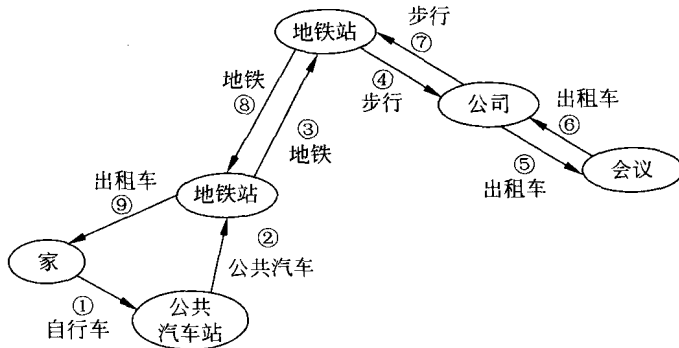 地铁站
步行
⑦
④
步行
公司
出租车
⑥
⑤
出租车
会议
地铁
⑧
③
地铁
地铁站
出租车
⑨
②
公共汽车
家
①
自行车
公共
汽车站